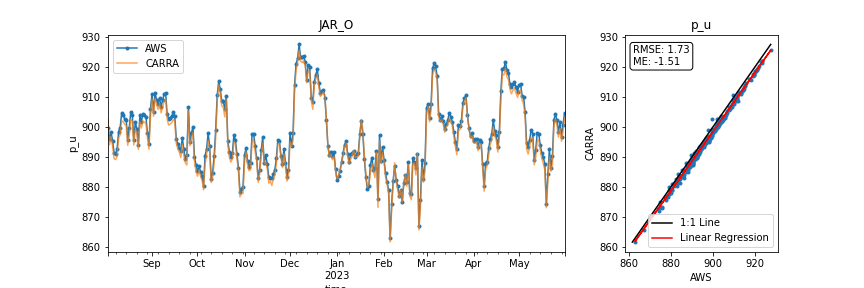 JAR_O
p_u
930
920
910
900
890
880
870
860
p_u
AWS
CARRA
Sep
Oct
Nov
Dec
Jan
2023
Feb
Mar
Apr
May
time
p_u
930
920
910
900
890
880
870
860
CARRA
RMSE: 1.73
ME: -1.51
1:1 Line
Linear Regression
860
880
900
920
AWS